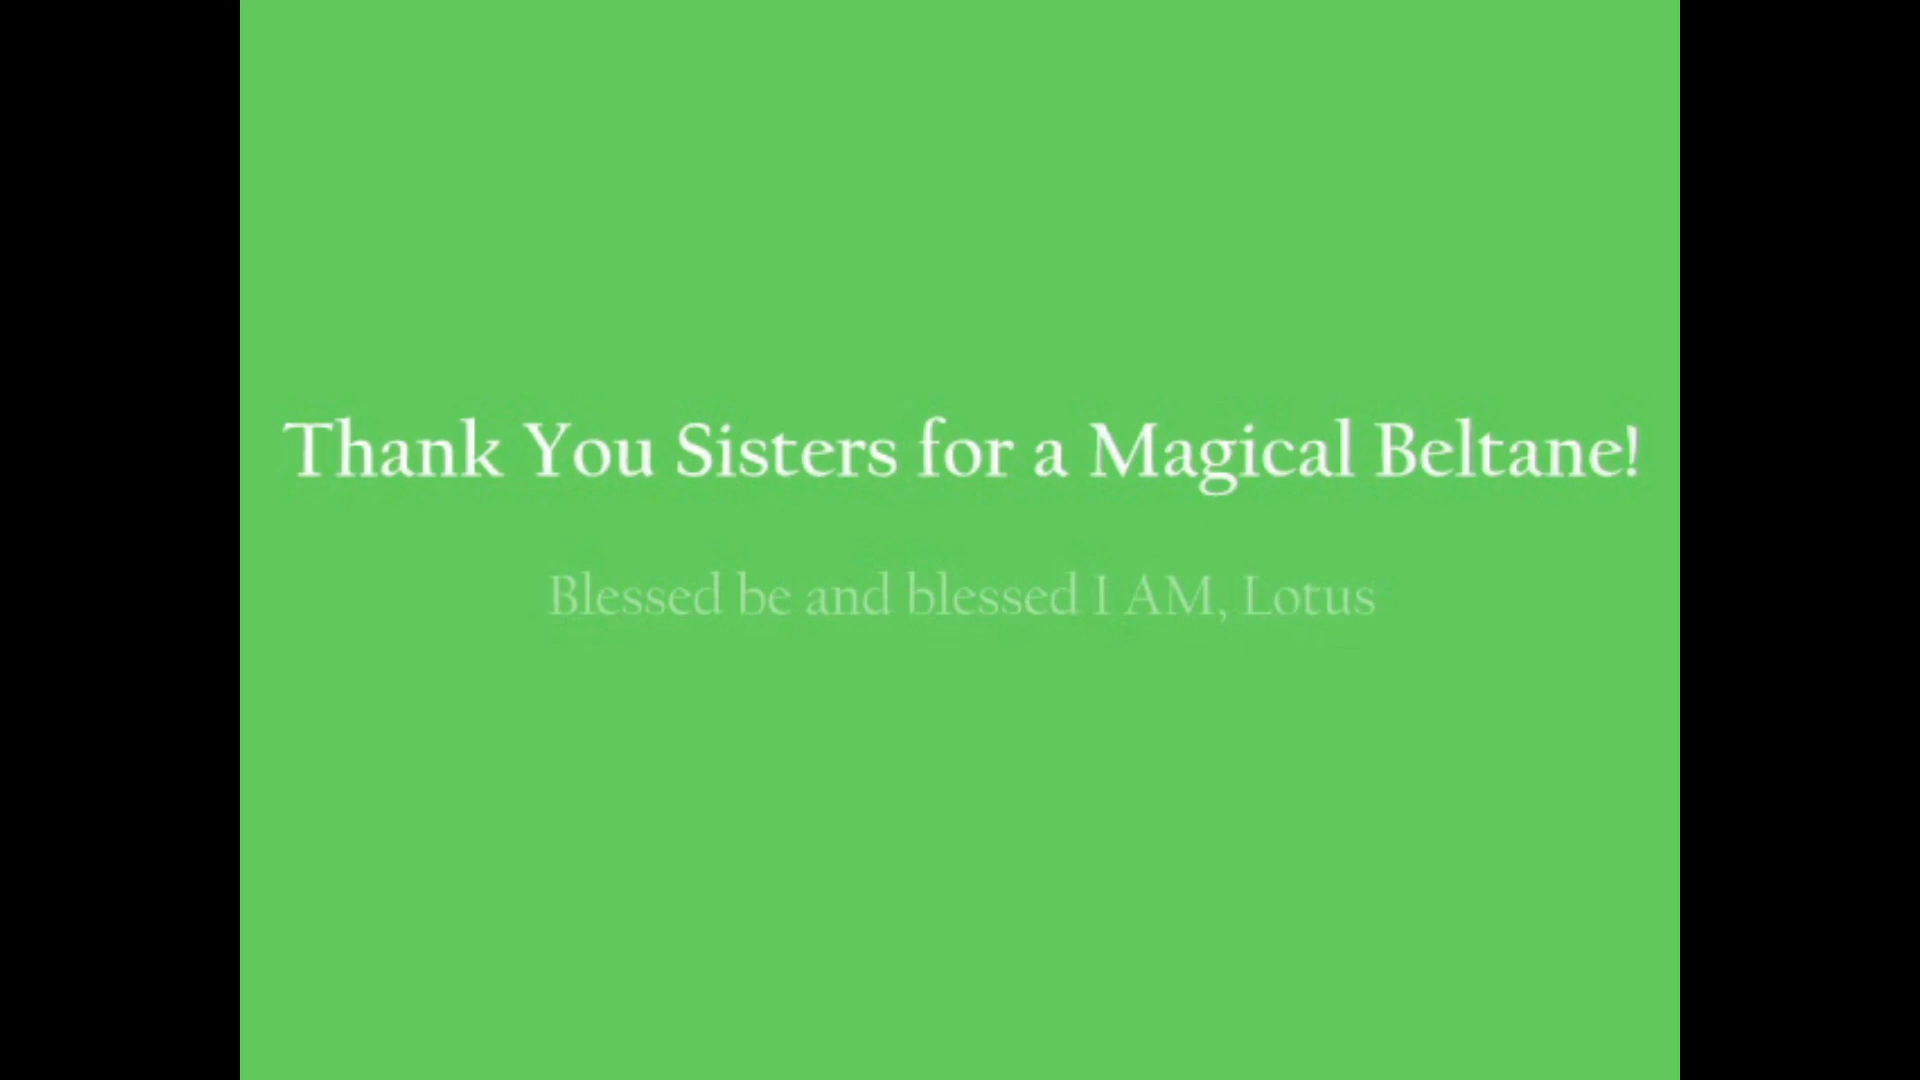 Thank You Sisters for a Magical Beltane!
Blessed be and blessed I AM, Lotus